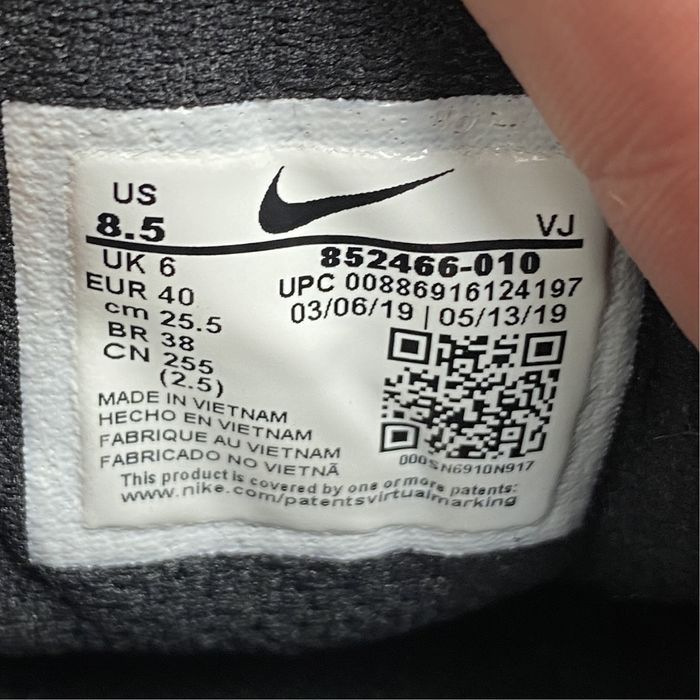 US
8.5
VJ
UK 6
852466-010
EUR 40
UPC 00886916124197
cm 25.5
03/06/19 | 05/13/19
BR 38
CN 255
(2.5)
MADE IN VIETNAM
HECHO EN VIETNAM
FABRIQUE AU VIETNAM
FABRICADO NO VIETNÃ
000SN6910N917
This product is covered by one or more patents:
www.nike.com/patentsvirtualmarking